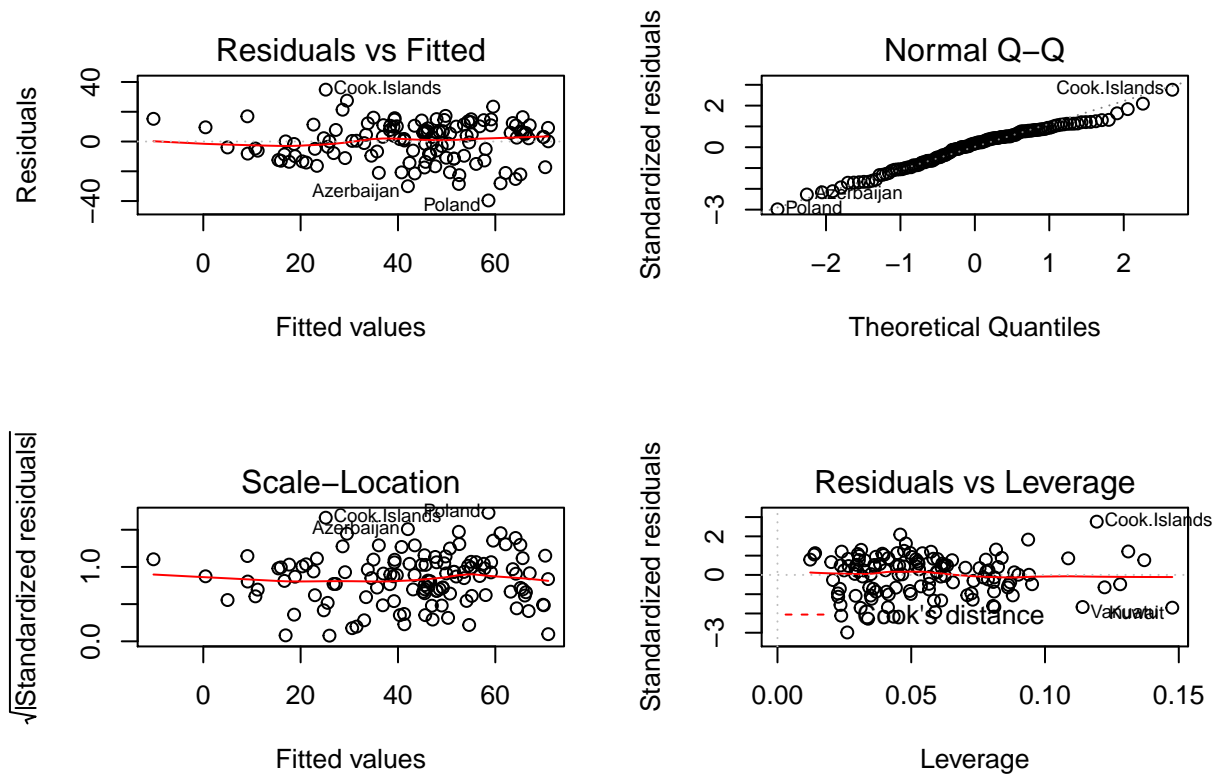 Residuals vs Fitted
Residuals
40
0
−40
Cook.Islands
Azerbaijan
Poland
0 20 40 60
Fitted values
Normal Q−Q
Standardized residuals
2
0
−3
Cook.Islands
Azerbaijan
Poland
−2 −1 0 1 2
Theoretical Quantiles
Scale−Location
√|Standardized residuals|
1.0
0.0
Poland
Cook.Islands
Azerbaijan
0 20 40 60
Fitted values
Residuals vs Leverage
Standardized residuals
2
0
−3
Cook.Islands
Vanuatu
Kuwait
Cook's distance
0.00 0.05 0.10 0.15
Leverage